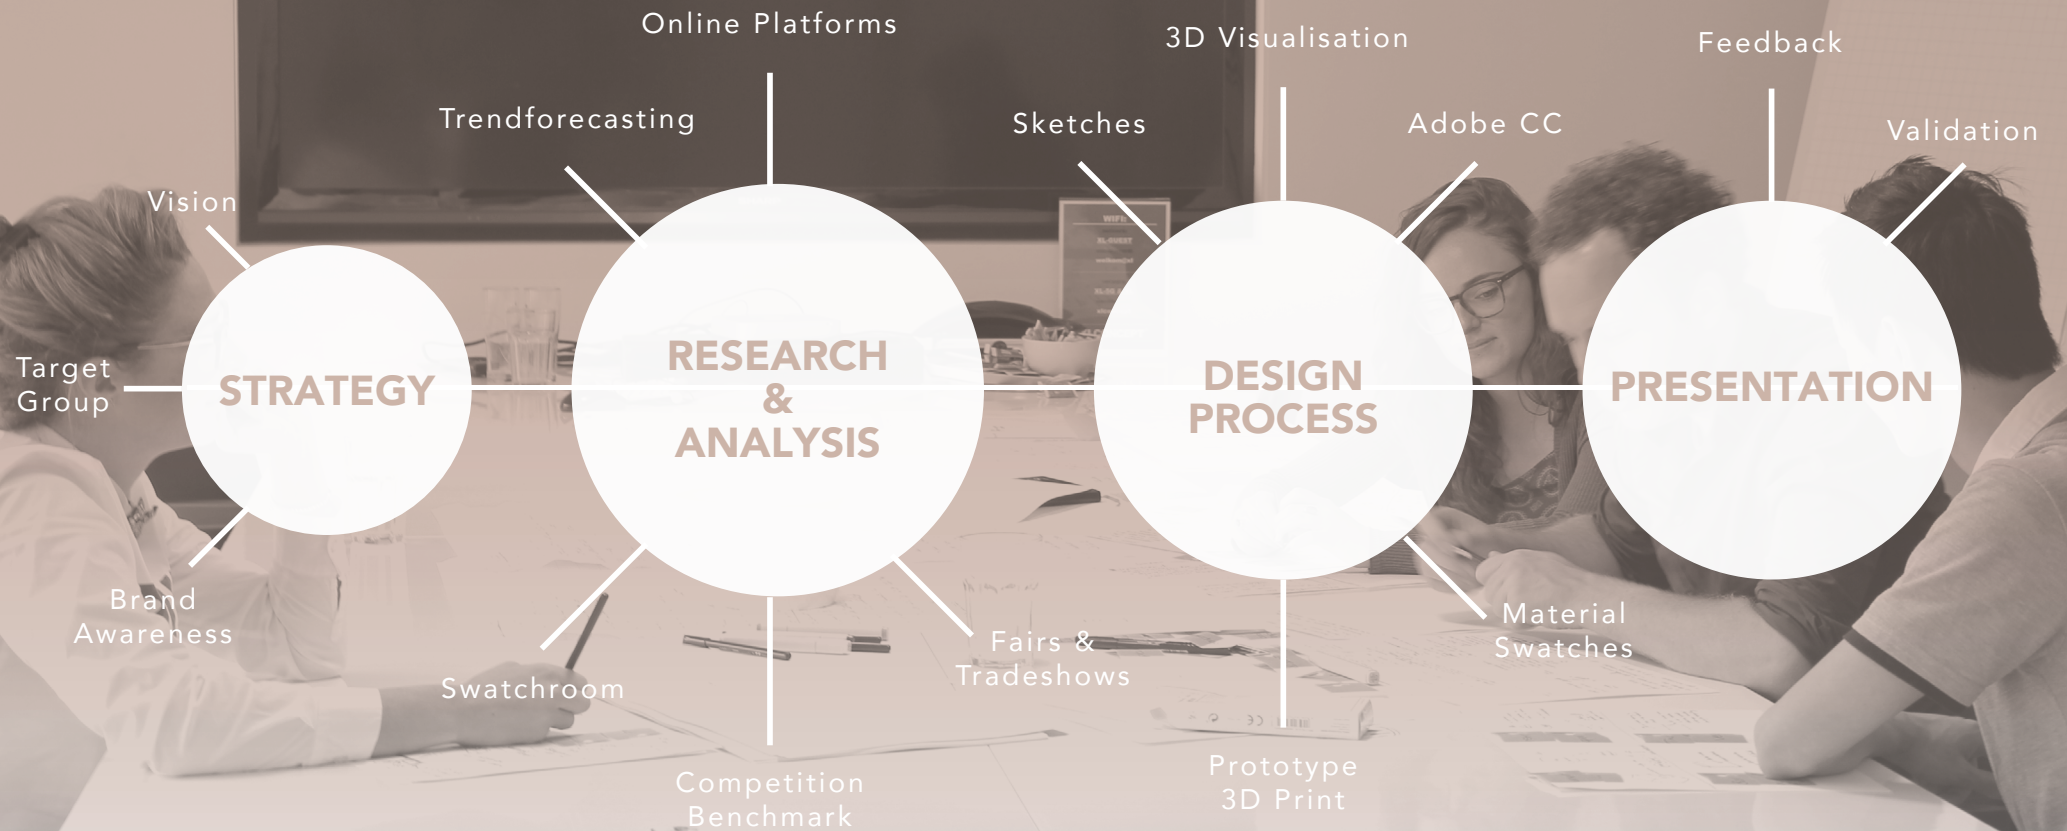 Online Platforms
3D Visualisation
Feedback
Trendforecasting
Sketches
Adobe CC
Validation
Vision
WIFI:
Target
Group
STRATEGY
RESEARCH
&
ANALYSIS
DESIGN
PROCESS
PRESENTATION
Brand
Awareness
Swatchroom
Fairs &
Tradeshows
Material
Swatches
Competition
Benchmark
Prototype
3D Print